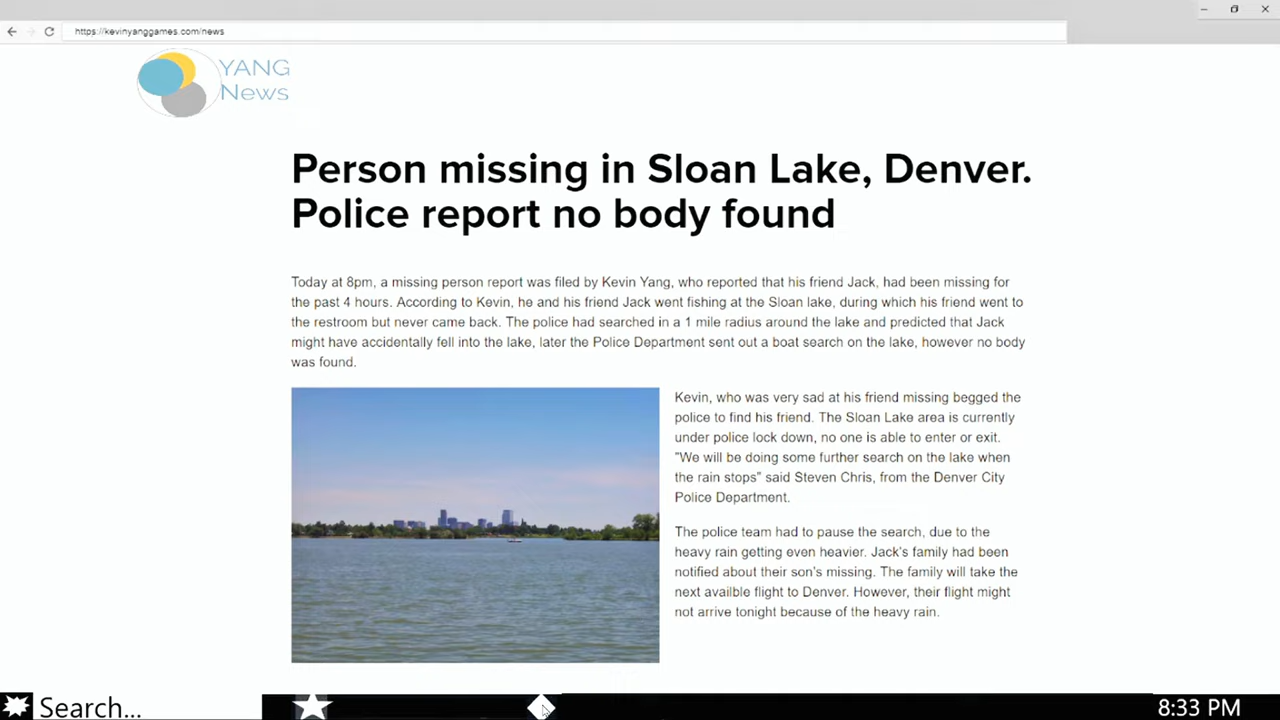 https://kevinyanggames.com/news
YANG
News
Person missing in Sloan Lake, Denver.
Police report no body found
Today at 8pm, a missing person report was filed by Kevin Yang, who reported that his friend Jack, had been missing for
the past 4 hours. According to Kevin, he and his friend Jack went fishing at the Sloan lake, during which his friend went to
the restroom but never came back. The police had searched in a 1 mile radius around the lake and predicted that Jack
might have accidentally fell into the lake, later the Police Department sent out a boat search on the lake, however no body
was found.
Kevin, who was very sad at his friend missing begged the
police to find his friend. The Sloan Lake area is currently
under police lock down, no one is able to enter or exit.
"We will be doing some further search on the lake when
the rain stops" said Steven Chris, from the Denver City
Police Department.
The police team had to pause the search, due to the
heavy rain getting even heavier. Jack's family had been
notified about their son's missing. The family will take the
next availble flight to Denver. However, their flight might
not arrive tonight because of the heavy rain.
Search...
8:33 PM